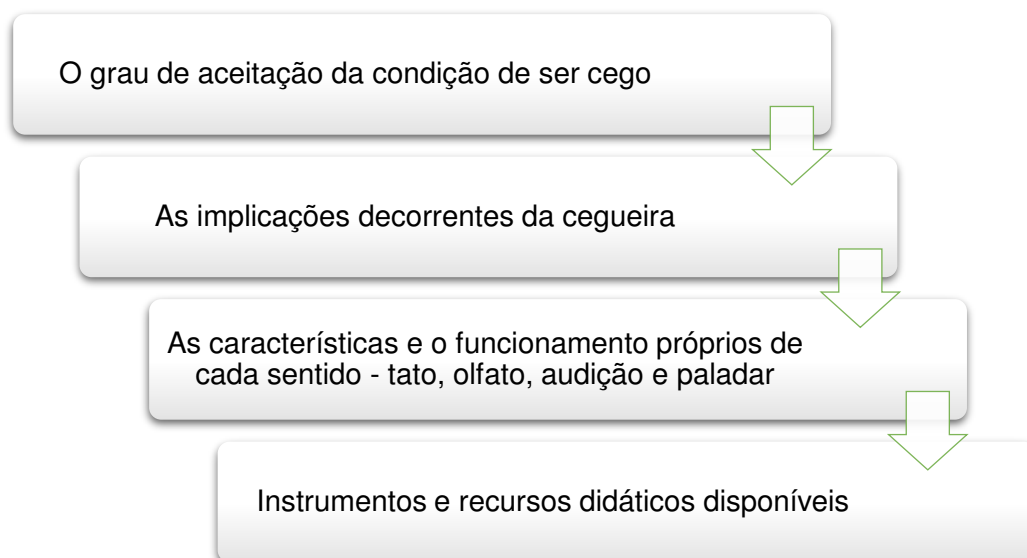 O grau de aceitação da condição de ser cego
As implicações decorrentes da cegueira
As características e o funcionamento próprios de
cada sentido - tato, olfato, audição e paladar
Instrumentos e recursos didáticos disponíveis